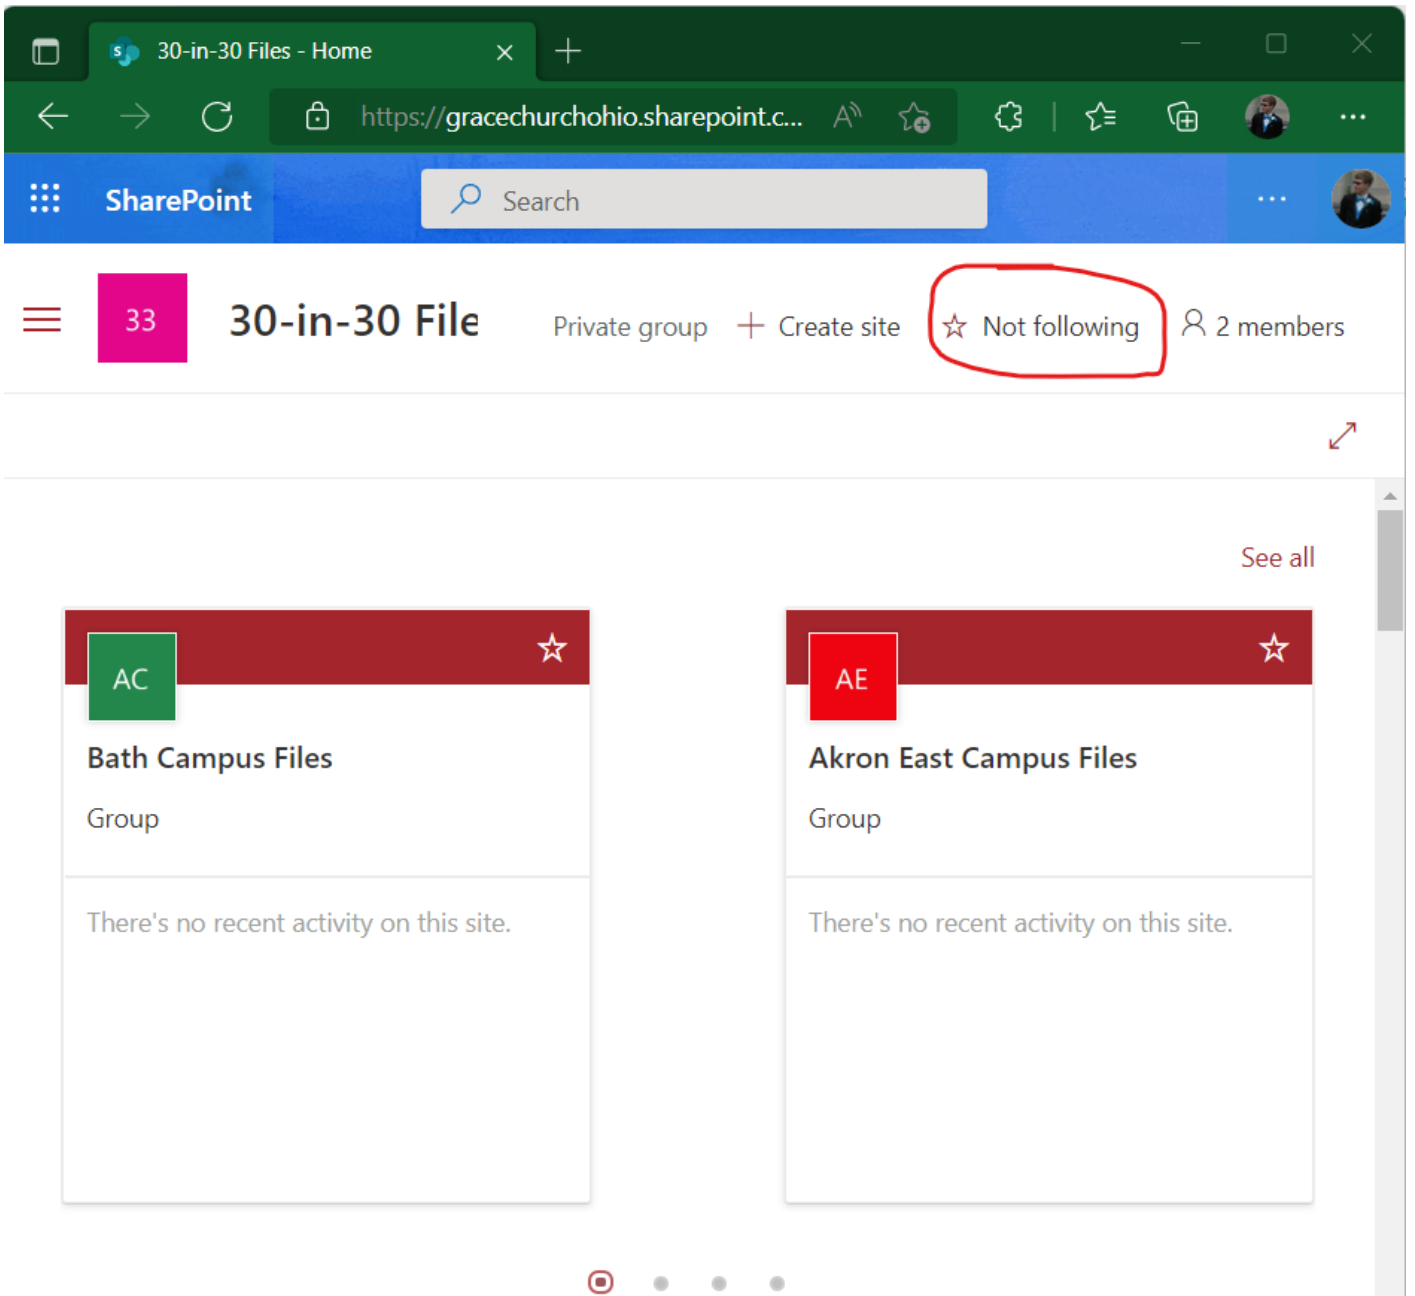 30-in-30 Files - Home
https://gracechurchohio.sharepoint.c...
SharePoint
Search
33
30-in-30 File
Private group
Create site
Not following
2 members
See all
AC
Bath Campus Files
Group
There's no recent activity on this site.
AE
Akron East Campus Files
Group
There's no recent activity on this site.